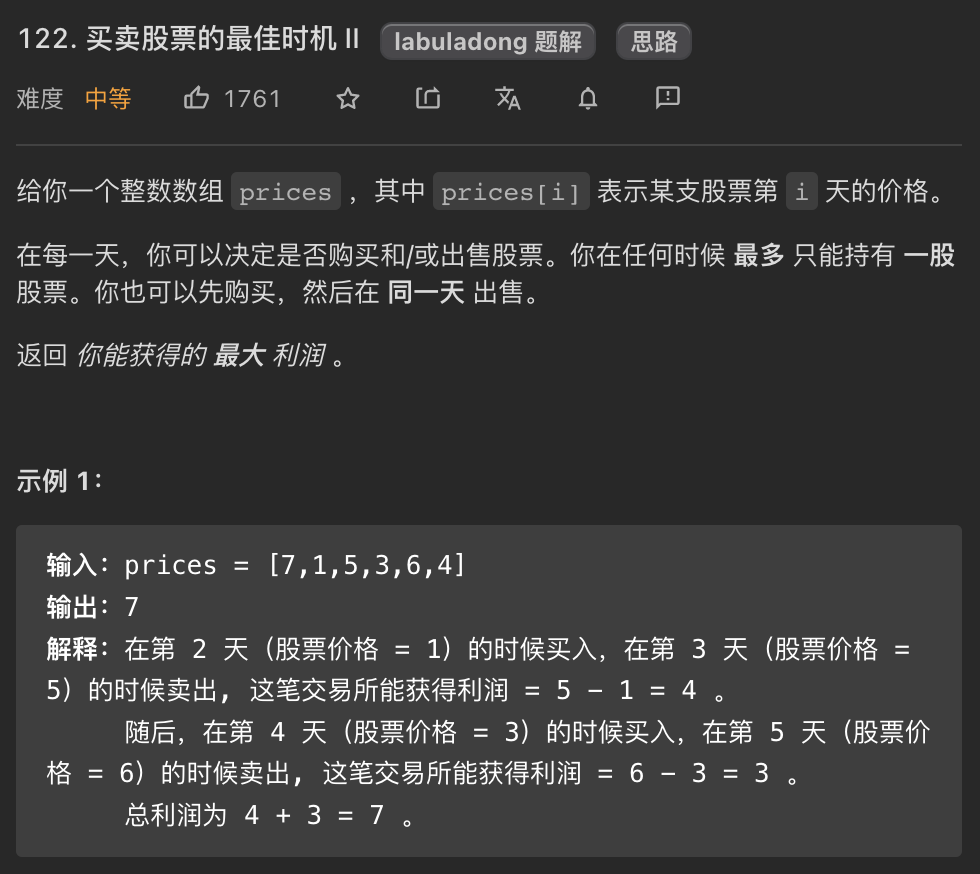 122. 买卖股票的最佳时机 II labuladong 题解 思路
难度 中等 1761
给你一个整数数组 prices ，其中 prices[i] 表示某支股票第 i 天的价格。
在每一天，你可以决定是否购买和/或出售股票。你在任何时候 最多 只能持有 一股
股票。你也可以先购买，然后在 同一天 出售。
返回 你能获得的 最大 利润 。
示例 1：
输入：prices = [7,1,5,3,6,4]
输出：7
解释：在第 2 天（股票价格 = 1）的时候买入，在第 3 天（股票价格 =
5）的时候卖出, 这笔交易所能获得利润 = 5 - 1 = 4 。
随后，在第 4 天（股票价格 = 3）的时候买入，在第 5 天（股票价
格 = 6）的时候卖出, 这笔交易所能获得利润 = 6 - 3 = 3 。
总利润为 4 + 3 = 7 。